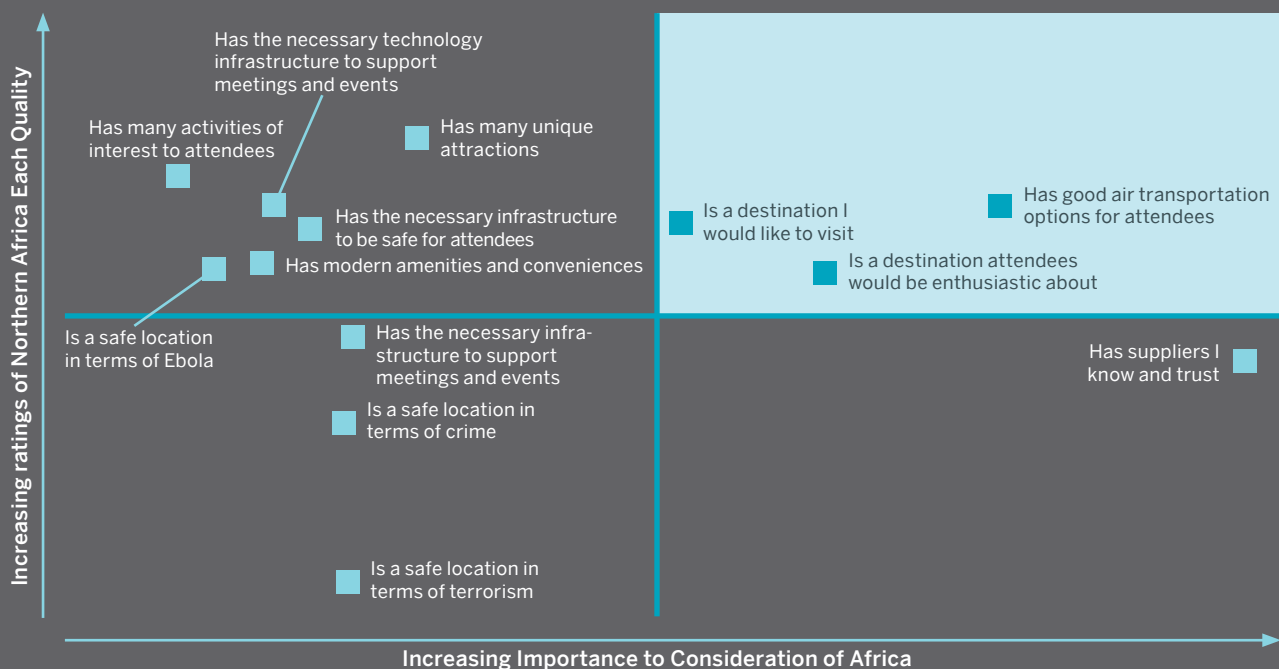 Increasing ratings of Northern Africa Each Quality
Has the necessary technology
infrastructure to support
meetings and events
Has many activities of
interest to attendees
Has many unique
attractions
Has the necessary infrastructure
to be safe for attendees
Has modern amenities and conveniences
Is a safe location
in terms of Ebola
Is a destination I
would like to visit
Has good air transportation
options for attendees
Is a destination attendees
would be enthusiastic about
Has the necessary infra-
structure to support
meetings and events
Is a safe location in
terms of crime
Is a safe location in
terms of terrorism
Has suppliers I
know and trust
Increasing Importance to Consideration of Africa